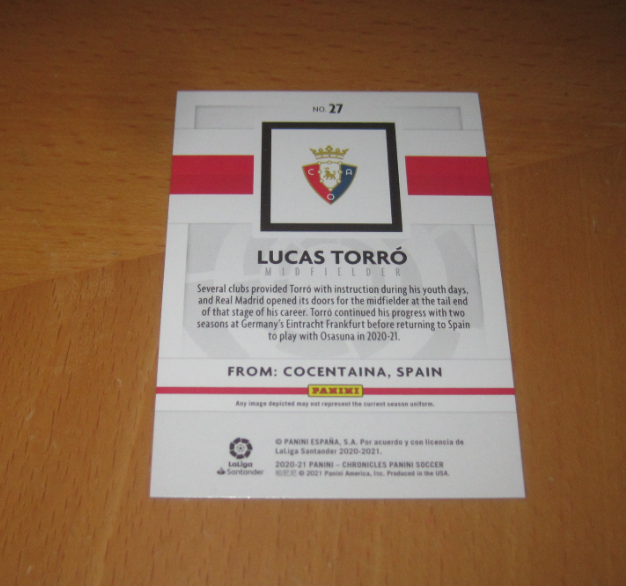 NO. 27
C A
O
LUCAS TORRÓ
MIDFIELDER
Several clubs provided Torró with instruction during his youth days,
and Real Madrid opened its doors for the midfielder at the tail end
of that stage of his career. Torró continued his progress with two
seasons at Germany's Eintracht Frankfurt before returning to Spain
to play with Osasuna in 2020-21.
FROM: COCENTAINA, SPAIN
PANINI
Any image depicted may not represent the current season uniform.
© PANINI ESPAÑA, S.A. Por acuerdo y con licencia de
LaLiga Santander 2020-2021.
LaLiga
Santander
2020-21 PANINI – CHRONICLES PANINI SOCCER
© 2021 Panini America, Inc. Produced in the USA.